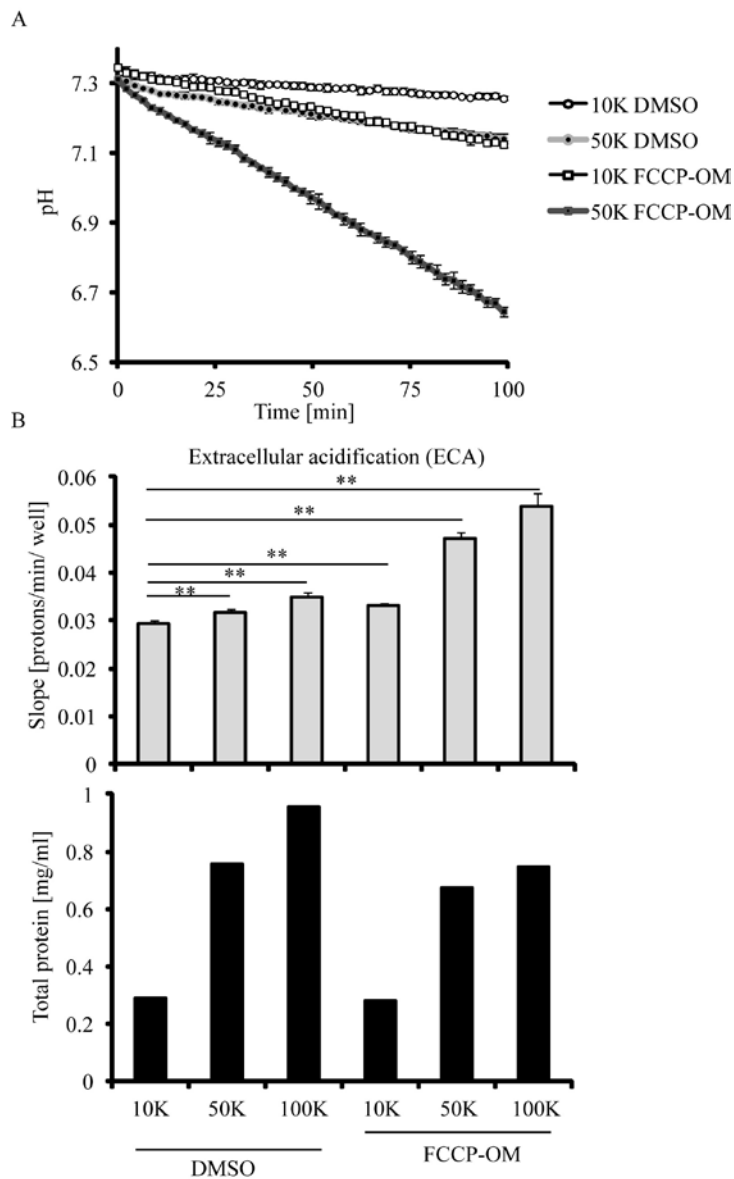 A
7.3
7.1
6.9
6.7
6.5
pH
0
25
50
75
100
Time [min]
10K DMSO
50K DMSO
10K FCCP-OM
50K FCCP-OM
B
Extracellular acidification (ECA)
0.06
0.05
0.04
0.03
0.02
0.01
0
Slope [protons/min/ well]
**
**
**
**
**
1
0.8
0.6
0.4
0.2
0
Total protein [mg/ml]
10K 50K 100K 10K 50K 100K
DMSO FCCP-OM